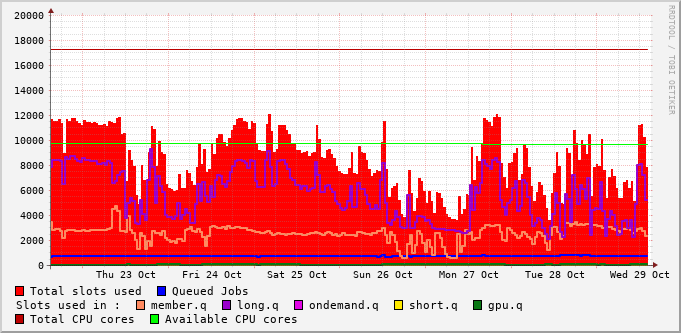 20000
18000
16000
14000
12000
10000
8000
6000
4000
2000
0
Thu 23 Oct Fri 24 Oct Sat 25 Oct Sun 26 Oct Mon 27 Oct Tue 28 Oct Wed 29 Oct
RRDTOOL / TOBI OETIKER
Total slots used Queued Jobs
Slots used in : member.q long.q ondemand.q short.q gpu.q
Total CPU cores Available CPU cores